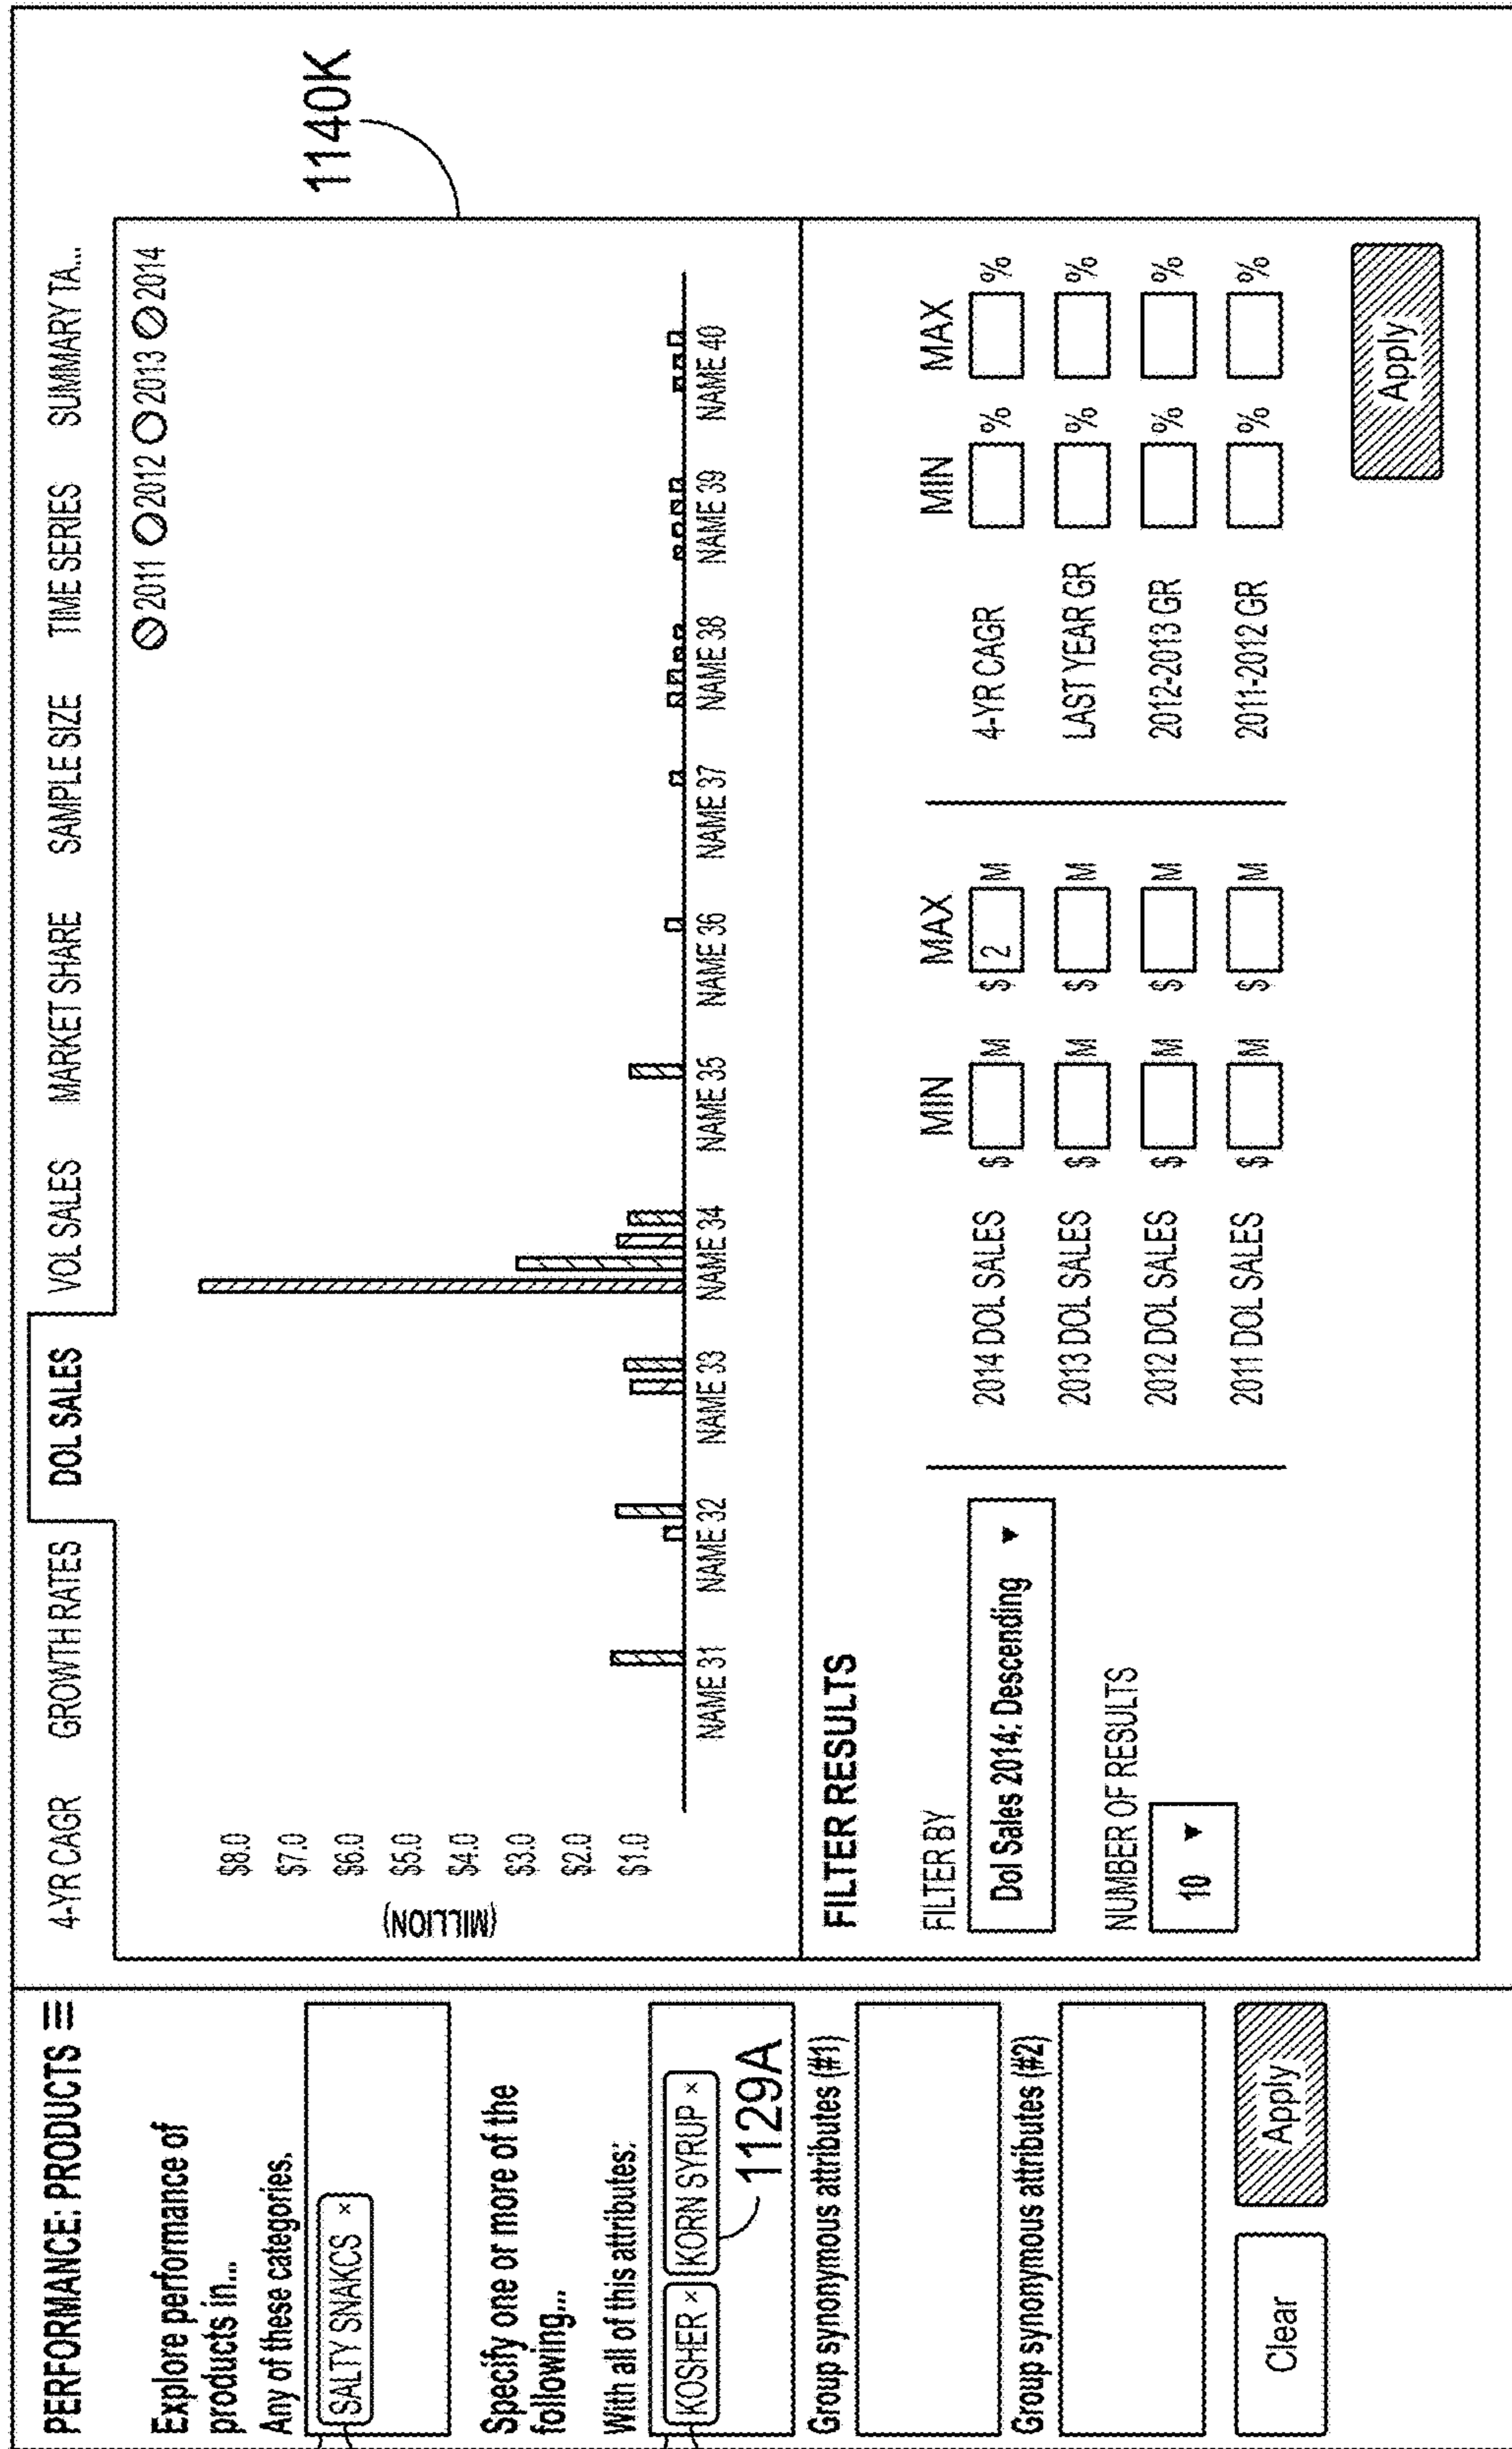 PERFORMANCE: PRODUCTS
Explore performance of
products in...
Any of these categories.
SALTY SNAKCS ×
Specify one or more of the
following...
With all of this attributes:
KOSHER × KORN SYRUP ×
1129A
Group synonymous attributes (#1)
Group synonymous attributes (#2)
Clear Apply
4-YR CAGR GROWTH RATES DOL SALES VOL SALES MARKET SHARE SAMPLE SIZE TIME SERIES SUMMARY TA...
2011 2012 2013 2014
1140K
(MILLION)
$8.0
$7.0
$6.0
$5.0
$4.0
$3.0
$2.0
$1.0
NAME 31 NAME 32 NAME 33 NAME 34 NAME 35 NAME 36 NAME 37 NAME 38 NAME 39 NAME 40
FILTER RESULTS
FILTER BY
Dol Sales 2014: Descending ▼
NUMBER OF RESULTS
10 ▼
MIN MAX
2014 DOL SALES $ M $ 2 M
2013 DOL SALES $ M $ M
2012 DOL SALES $ M $ M
2011 DOL SALES $ M $ M
MIN MAX
4-YR CAGR % %
LAST YEAR GR % %
2012-2013 GR % %
2011-2012 GR % %
Apply